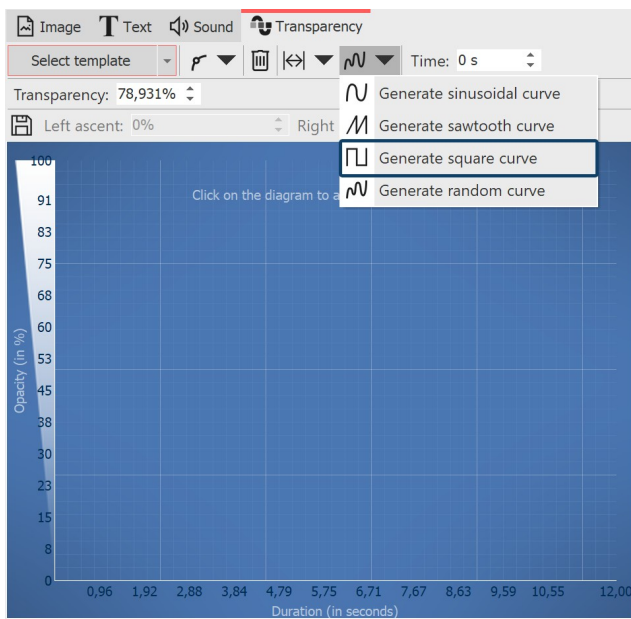 Image Text Sound Transparency
Select template Time: 0 s
Transparency: 78,931% Generate sinusoidal curve
Left ascent: 0% Right Generate sawtooth curve
Generate square curve
Generate random curve
Click on the diagram to a
100
91
83
75
68
60
53
45
38
30
23
15
8
0
Opacity (in %)
0,96 1,92 2,88 3,84 4,79 5,75 6,71 7,67 8,63 9,59 10,55 12,00
Duration (in seconds)